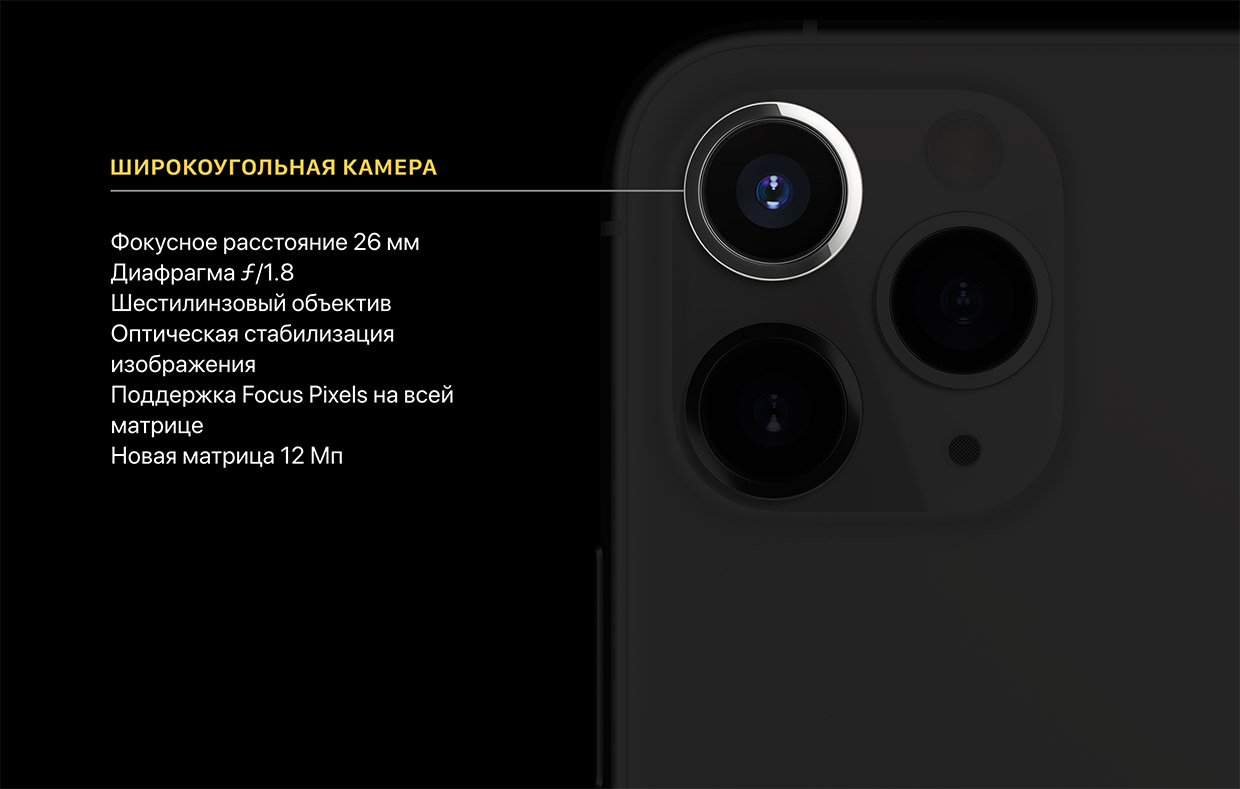 ШИРОКОУГОЛЬНАЯ КАМЕРА
Фокусное расстояние 26 мм
Диафрагма ƒ/1.8
Шестилинзовый объектив
Оптическая стабилизация
изображения
Поддержка Focus Pixels на всей
матрице
Новая матрица 12 Мп